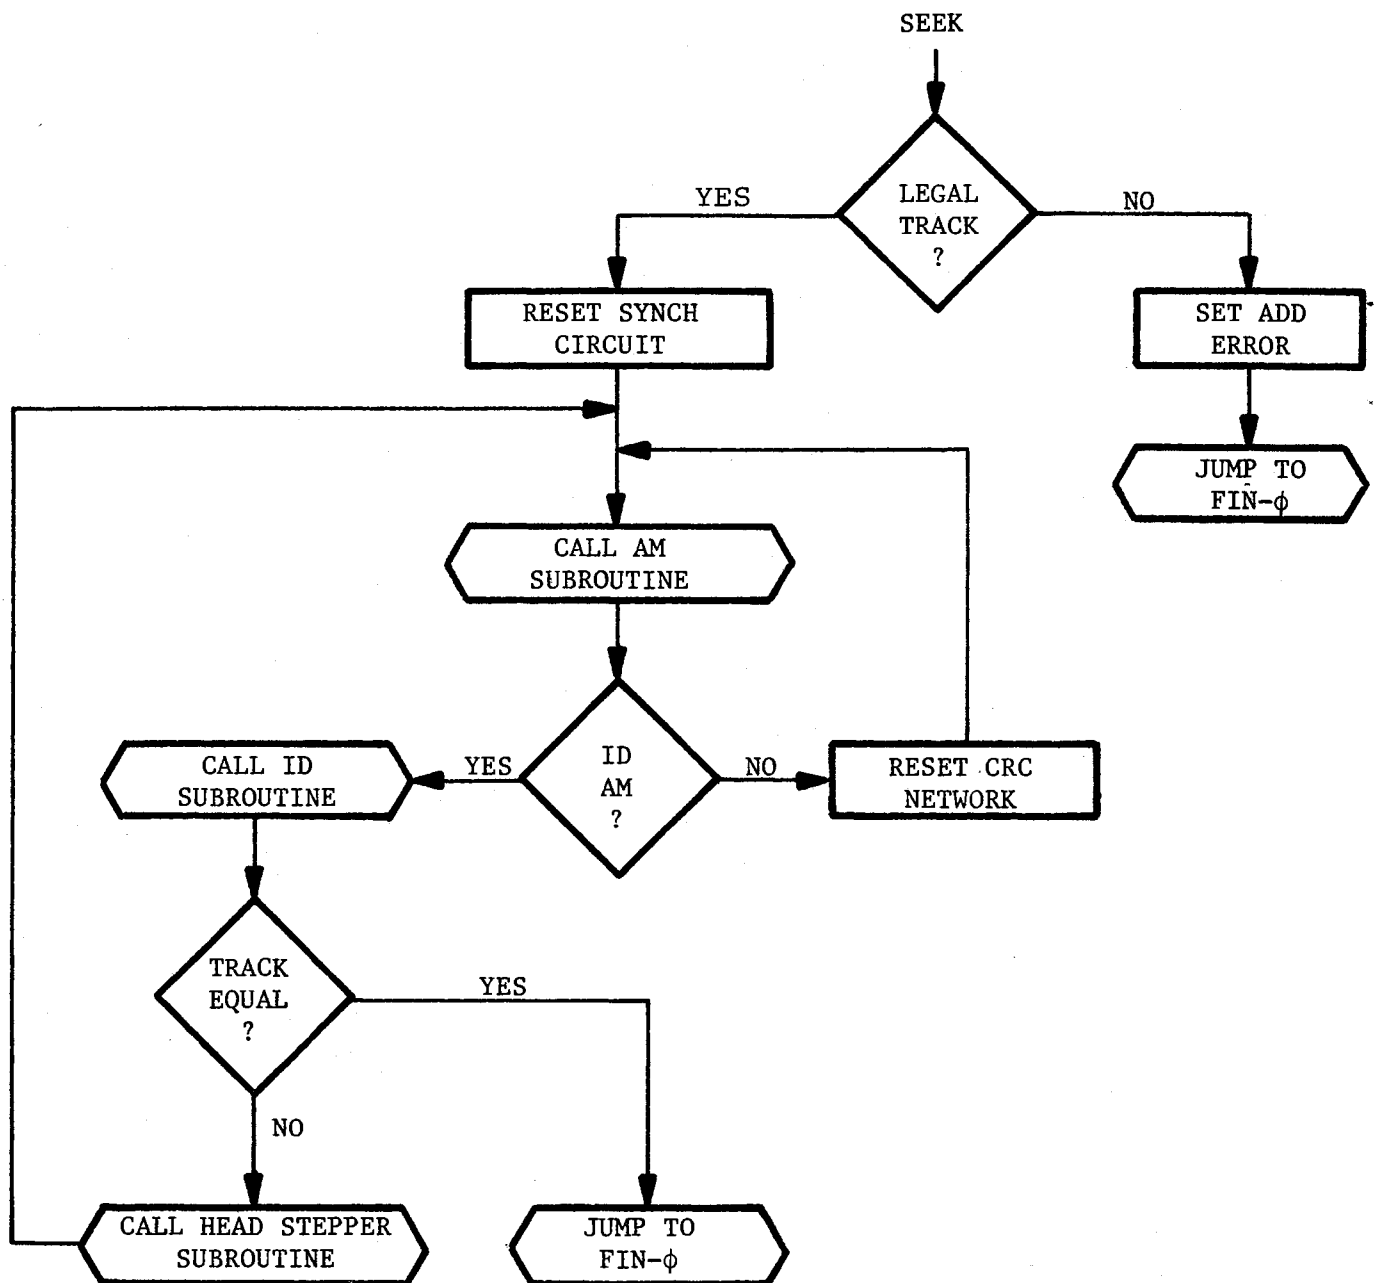 SEEK
LEGAL
TRACK
?
YES
NO
RESET SYNCH
CIRCUIT
SET ADD
ERROR
JUMP TO
FIN-ϕ
CALL AM
SUBROUTINE
ID
AM
?
YES
NO
CALL ID
SUBROUTINE
RESET CRC
NETWORK
TRACK
EQUAL
?
YES
NO
CALL HEAD STEPPER
SUBROUTINE
JUMP TO
FIN-ϕ